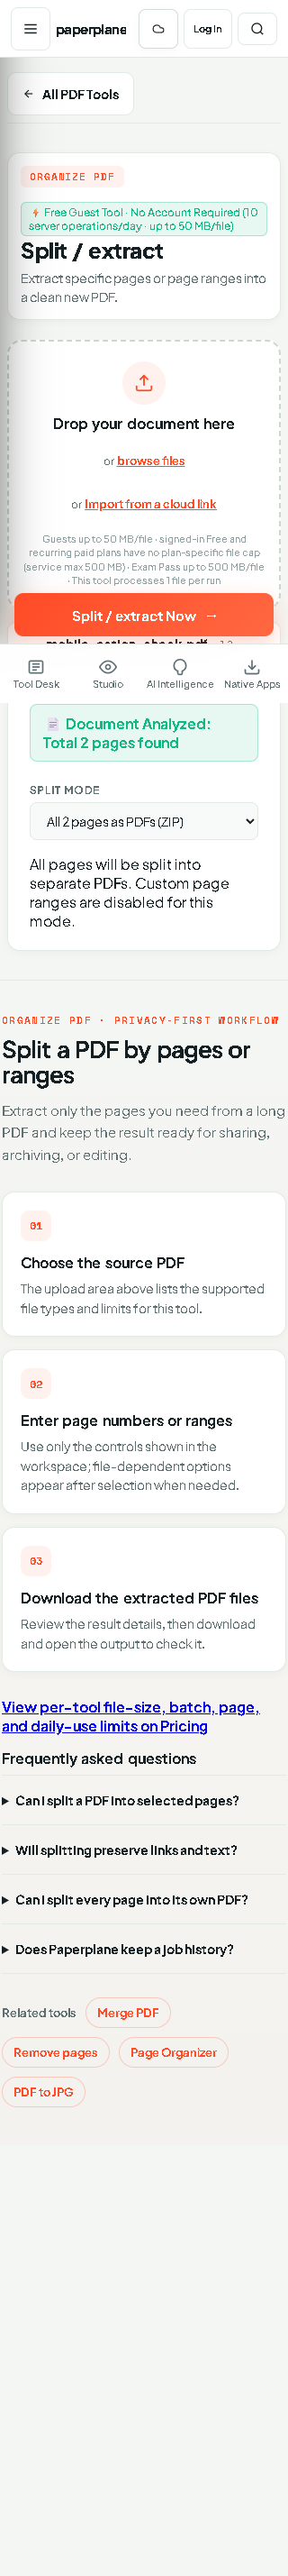 paperplane
Log in
← All PDF Tools
ORGANIZE PDF
⚡ Free Guest Tool · No Account Required (10
server operations/day · up to 50 MB/file)
Split / extract
Extract specific pages or page ranges into
a clean new PDF.
Drop your document here
or browse files
or Import from a cloud link
Guests up to 50 MB/file · signed-in Free and
recurring paid plans have no plan-specific file cap
(service max 500 MB) · Exam Pass up to 500 MB/file
· This tool processes 1 file per run
Split / extract Now →
Tool Desk
Studio
AI Intelligence
Native Apps
Document Analyzed:
Total 2 pages found
SPLIT MODE
All 2 pages as PDFs (ZIP)
All pages will be split into
separate PDFs. Custom page
ranges are disabled for this
mode.
ORGANIZE PDF · PRIVACY-FIRST WORKFLOW
Split a PDF by pages or
ranges
Extract only the pages you need from a long
PDF and keep the result ready for sharing,
archiving, or editing.
01
Choose the source PDF
The upload area above lists the supported
file types and limits for this tool.
02
Enter page numbers or ranges
Use only the controls shown in the
workspace; file-dependent options
appear after selection when needed.
03
Download the extracted PDF files
Review the result details, then download
and open the output to check it.
View per-tool file-size, batch, page,
and daily-use limits on Pricing
Frequently asked questions
▶ Can I split a PDF into selected pages?
▶ Will splitting preserve links and text?
▶ Can I split every page into its own PDF?
▶ Does Paperplane keep a job history?
Related tools
Merge PDF
Remove pages
Page Organizer
PDF to JPG